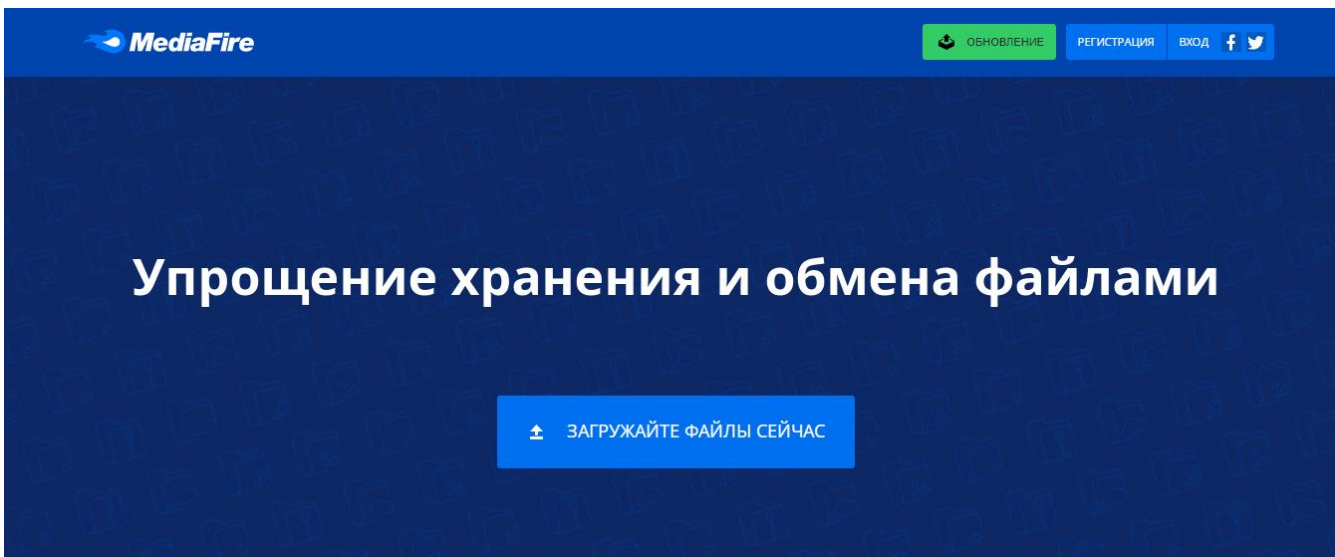 MediaFire
ОБНОВЛЕНИЕ
РЕГИСТРАЦИЯ
ВХОД
Упрощение хранения и обмена файлами
ЗАГРУЖАЙТЕ ФАЙЛЫ СЕЙЧАС